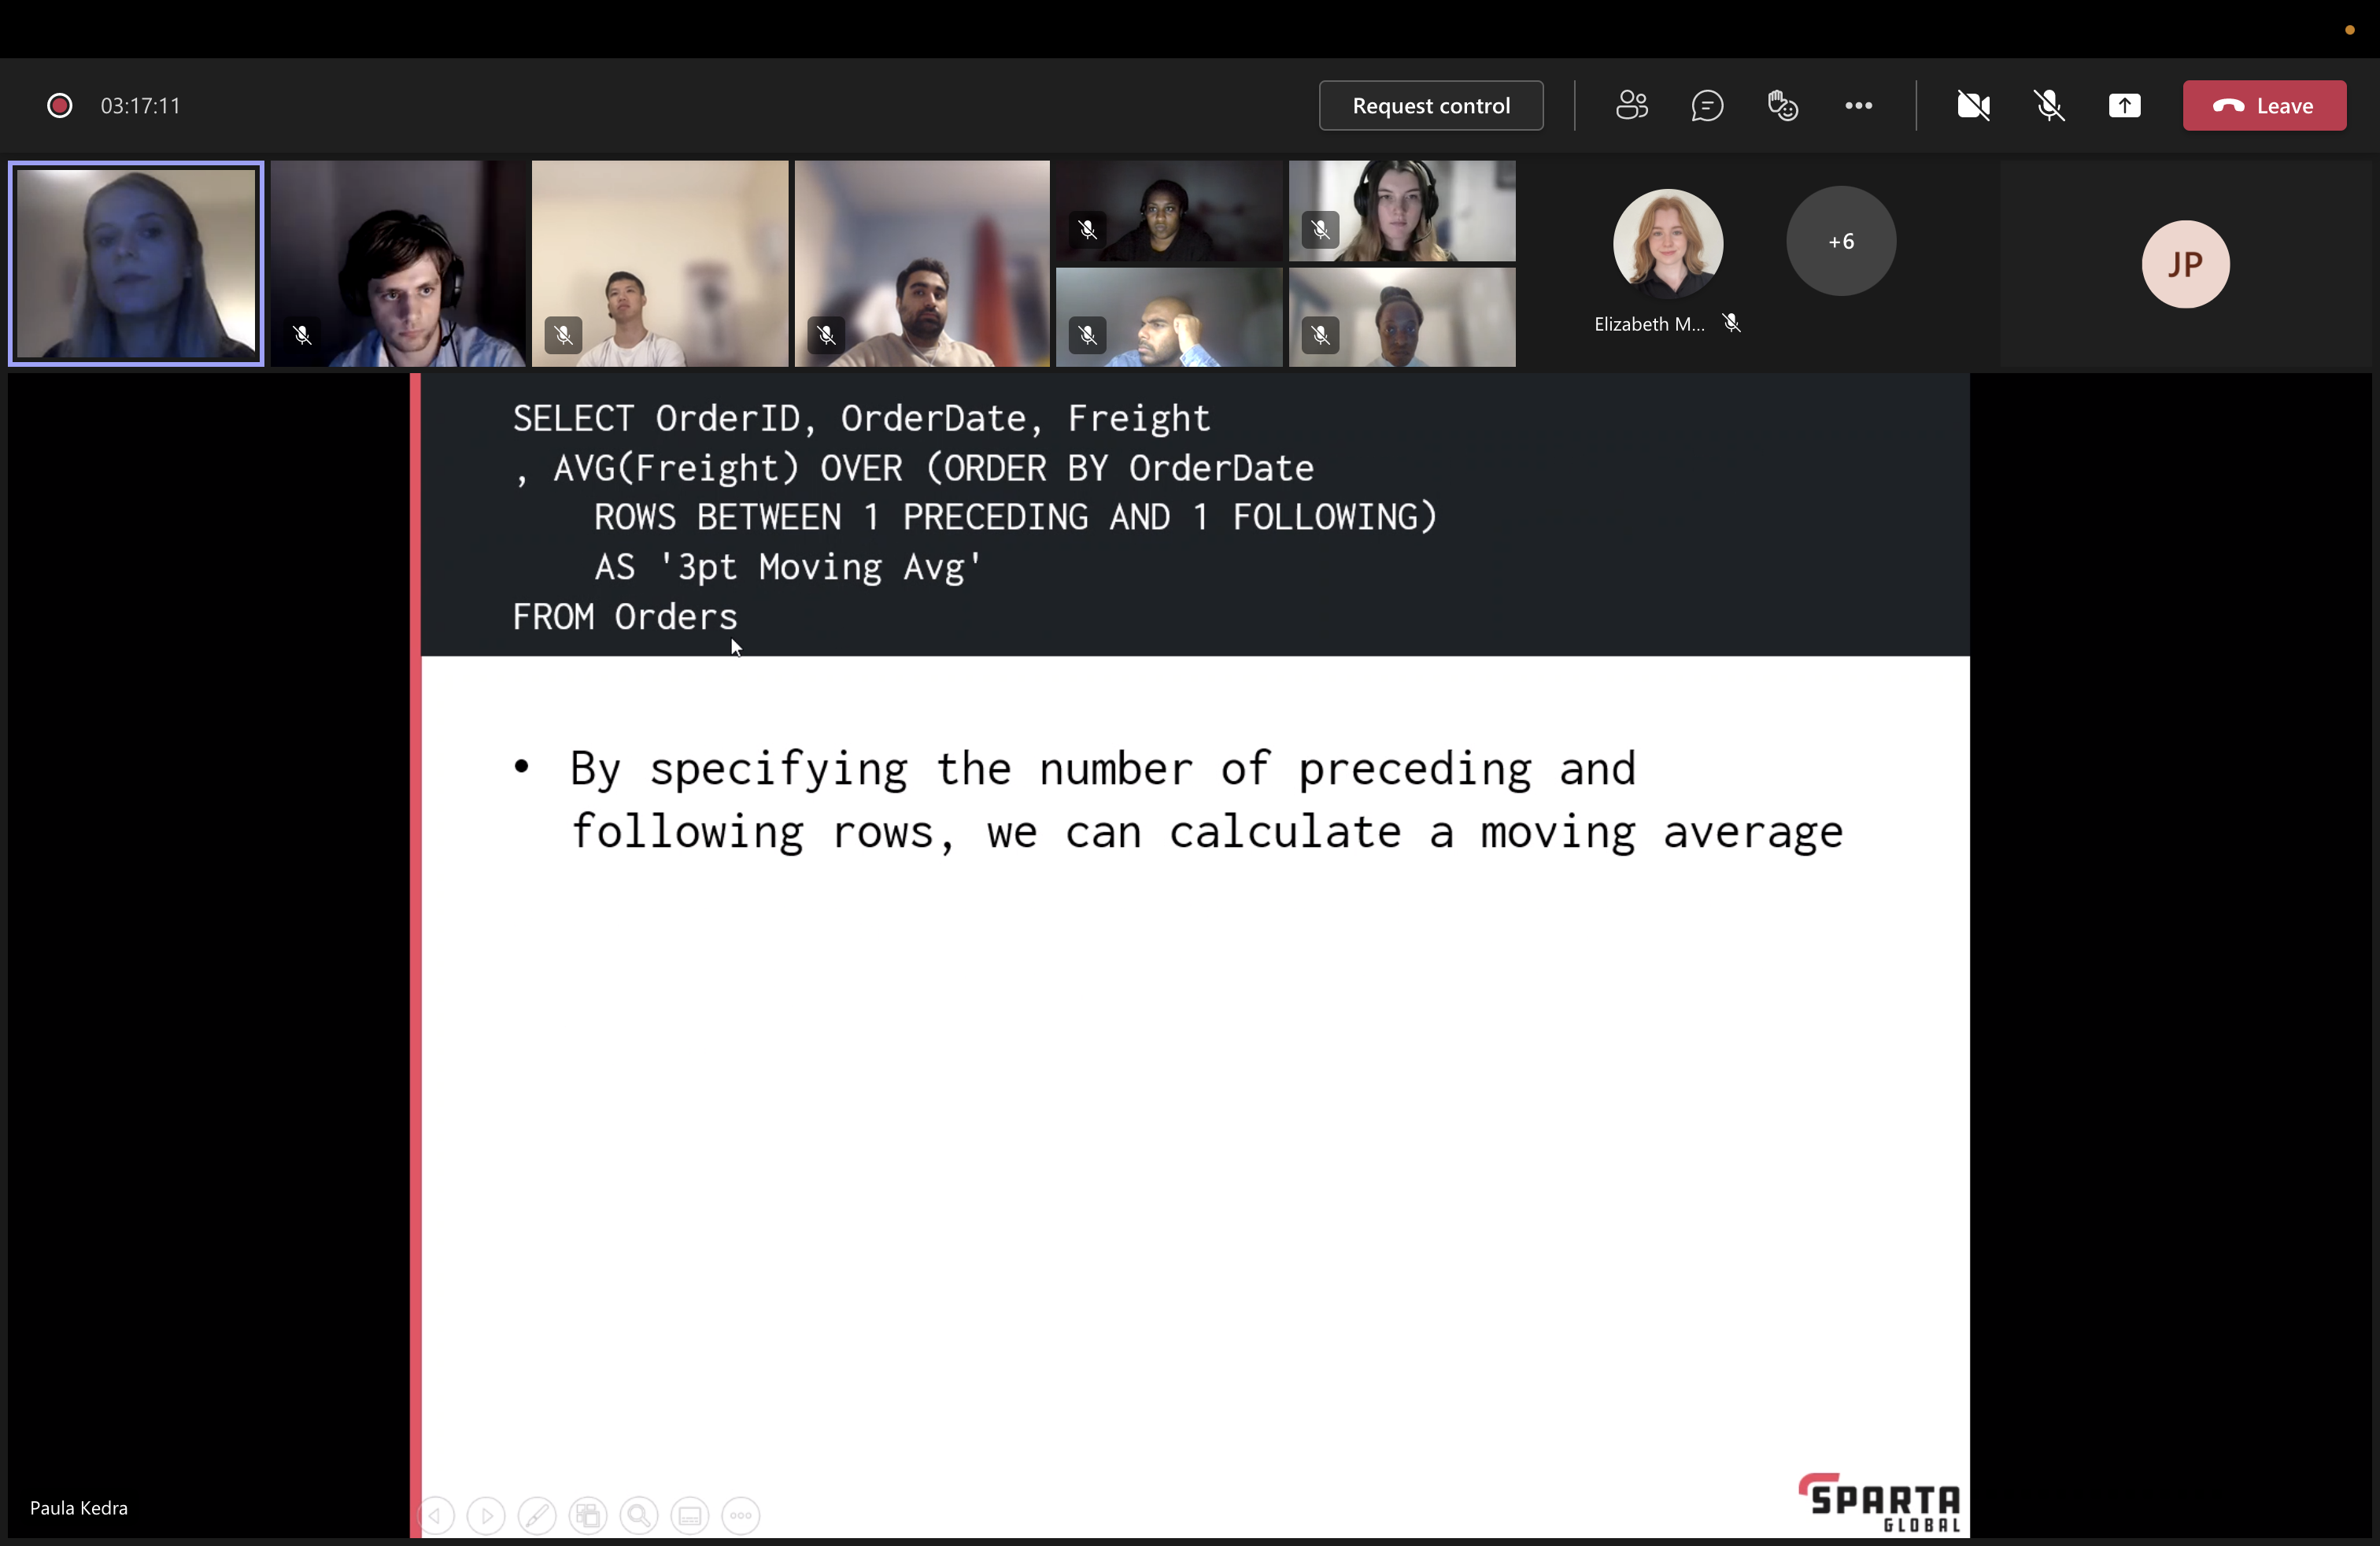 03:17:11
Request control
Leave
Elizabeth M...
+6
JP
SELECT OrderID, OrderDate, Freight
, AVG(Freight) OVER (ORDER BY OrderDate
ROWS BETWEEN 1 PRECEDING AND 1 FOLLOWING)
AS '3pt Moving Avg'
FROM Orders
• By specifying the number of preceding and
following rows, we can calculate a moving average
Paula Kedra
SPARTA
GLOBAL